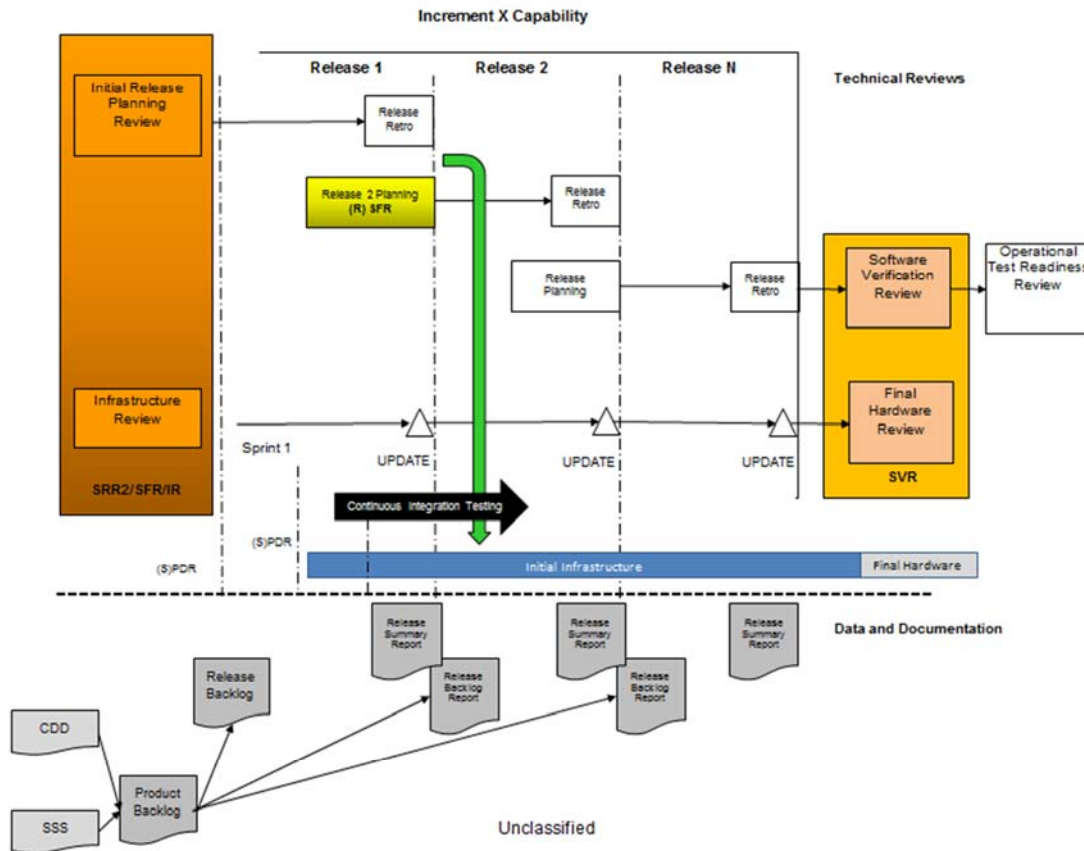 Increment X Capability
Release 1
Release 2
Release N
Technical Reviews
Initial Release
Planning
Review
Release
Retro
Release 2 Planning
(R) SFR
Release
Retro
Release
Planning
Release
Retro
Software
Verification
Review
Operational
Test Readiness
Review
Infrastructure
Review
Final
Hardware
Review
Sprint 1
UPDATE
UPDATE
UPDATE
SRR2/SFR/IR
SVR
Continuous Integration Testing
(S)PDR
(S)PDR
Initial Infrastructure
Final Hardware
Data and Documentation
Release
Summary
Report
Release
Summary
Report
Release
Summary
Report
Release
Backlog
Release
Backlog
Report
Release
Backlog
Report
CDD
Product
Backlog
SSS
Unclassified